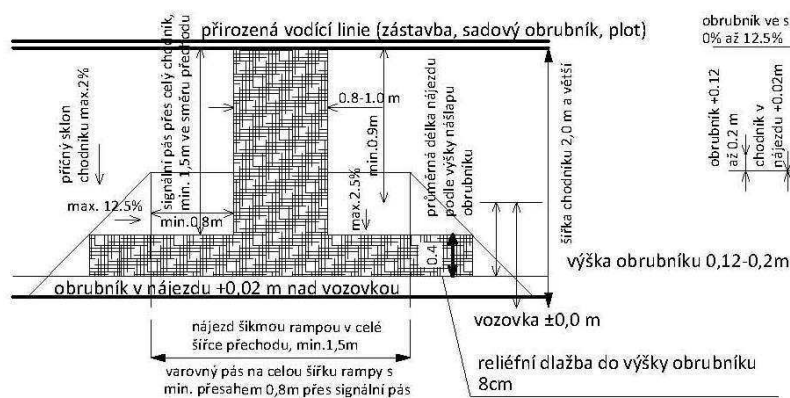 přirozená vodící linie (zástavba, sadový obrubník, plot)
obrubník ve s
0% až 12.5%
příčný sklon
chodníku max.2%
signální pás přes celý chodník,
min. 1,5m ve směru přechodu
0.8-1.0 m
min.0,9m
průměrná délka nájezdu
podle výšky nášlapu
obrubníku
šířka chodníku 2,0 m a větší
obrubník +0.12
až 0.2 m
chodník v
nájezdu +0.02m
max. 12.5%
min.0,8m
max.2.5%
0.4
výška obrubníku 0,12-0,2m
obrubník v nájezdu +0,02 m nad vozovkou
vozovka ±0,0 m
nájezd šikmou rampou v celé
šířce přechodu, min.1,5m
varovný pás na celou šířku rampy s
min. přesahem 0,8m přes signální pás
reliéfní dlažba do výšky obrubníku
8cm